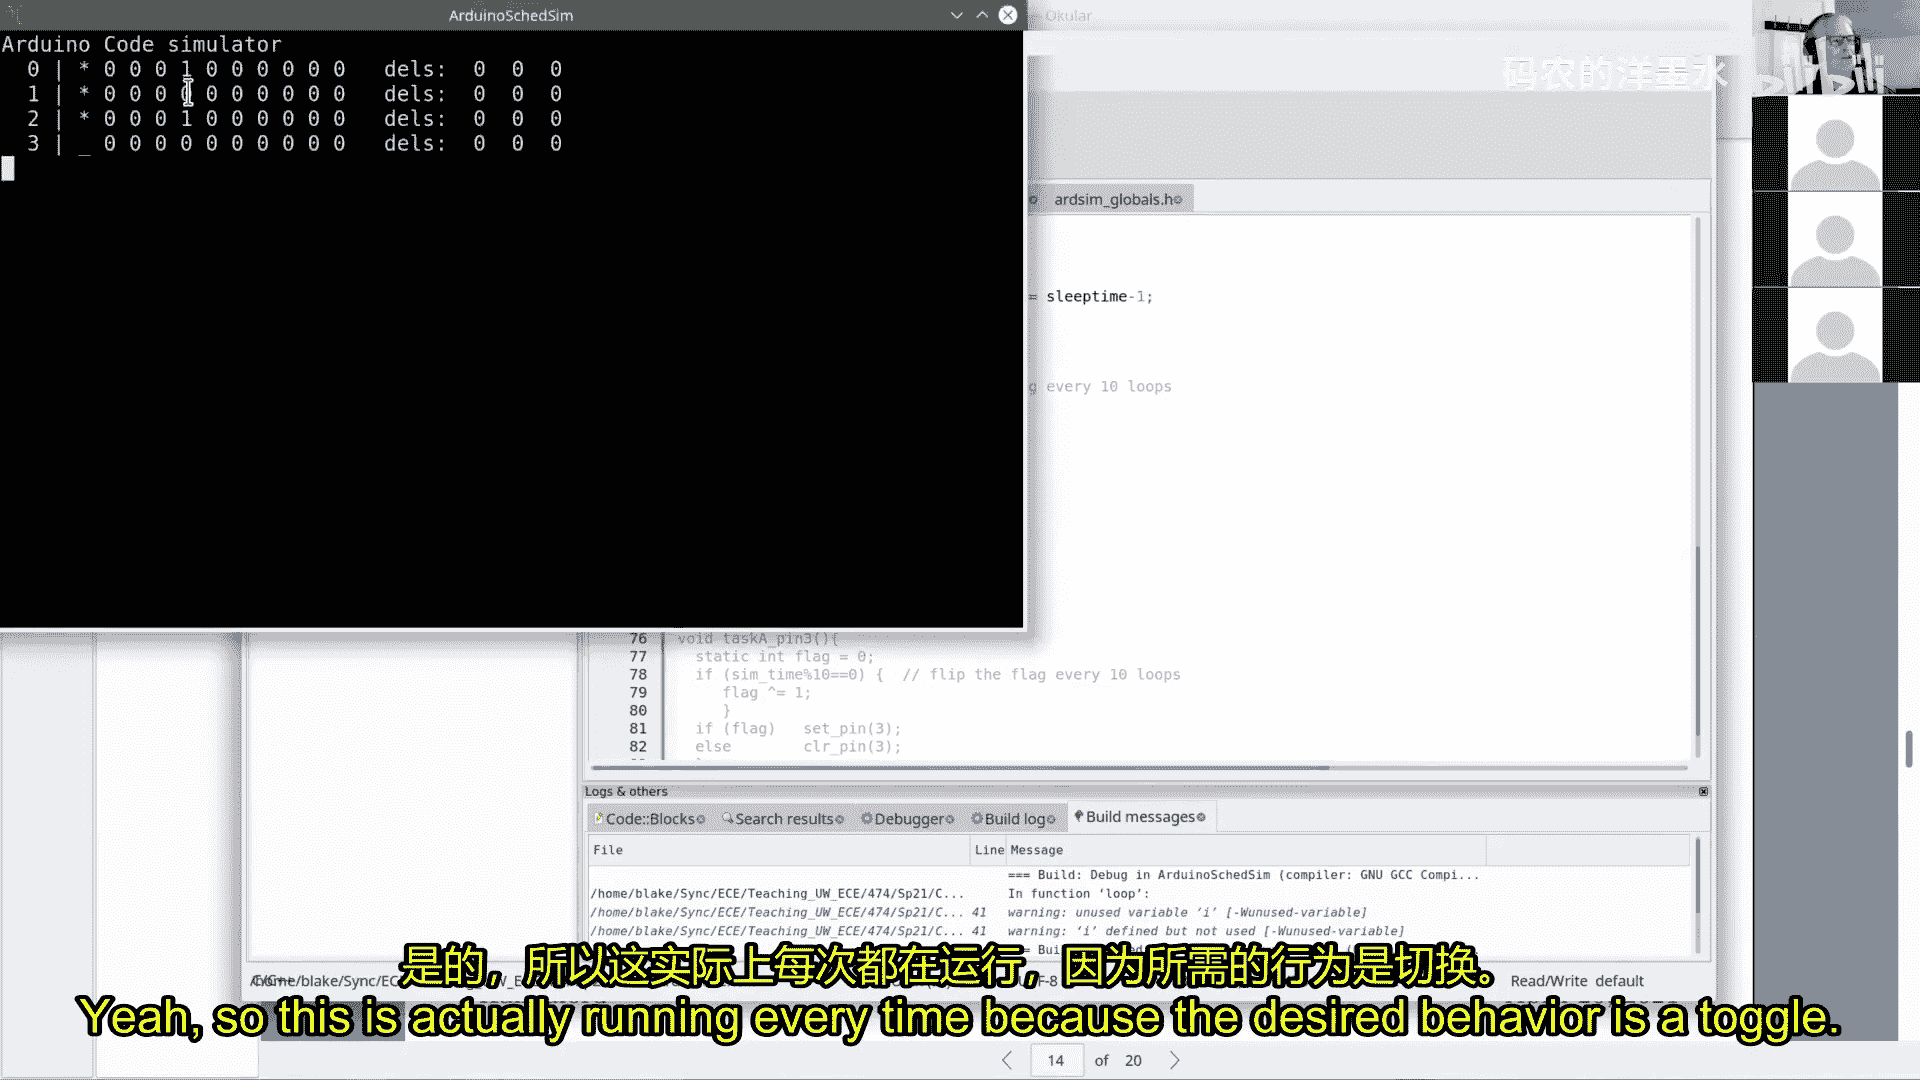 ArduinoSchedSim
Okular
Arduino Code simulator
0 | * 0 0 0 1 0 0 0 0 0 0 dels: 0 0 0
1 | * 0 0 0 0 0 0 0 0 0 0 dels: 0 0 0
2 | * 0 0 0 1 0 0 0 0 0 0 dels: 0 0 0
3 | _ 0 0 0 0 0 0 0 0 0 0 dels: 0 0 0
码农的洋墨水
bilibili
ardsim_globals.h
= sleeptime-1;
g every 10 loops
76 void taskA_pin3(){
77 static int flag = 0;
78 if (sim_time%10==0) { // flip the flag every 10 loops
79 flag ^= 1;
80 }
81 if (flag) set_pin(3);
82 else clr_pin(3);
Logs & others
Code::Blocks Search results Debugger Build log Build messages
File Line Message
=== Build: Debug in ArduinoSchedSim (compiler: GNU GCC Compi...
/home/blake/Sync/ECE/Teaching_UW_ECE/474/Sp21/C... In function ‘loop’:
/home/blake/Sync/ECE/Teaching_UW_ECE/474/Sp21/C... 41 warning: unused variable ‘i’ [-Wunused-variable]
/home/blake/Sync/ECE/Teaching_UW_ECE/474/Sp21/C... 41 warning: ‘i’ defined but not used [-Wunused-variable]
是的，所以这实际上每次都在运行，因为所需的行为是切换。
Read/Write default
Yeah, so this is actually running every time because the desired behavior is a toggle.
14 of 20